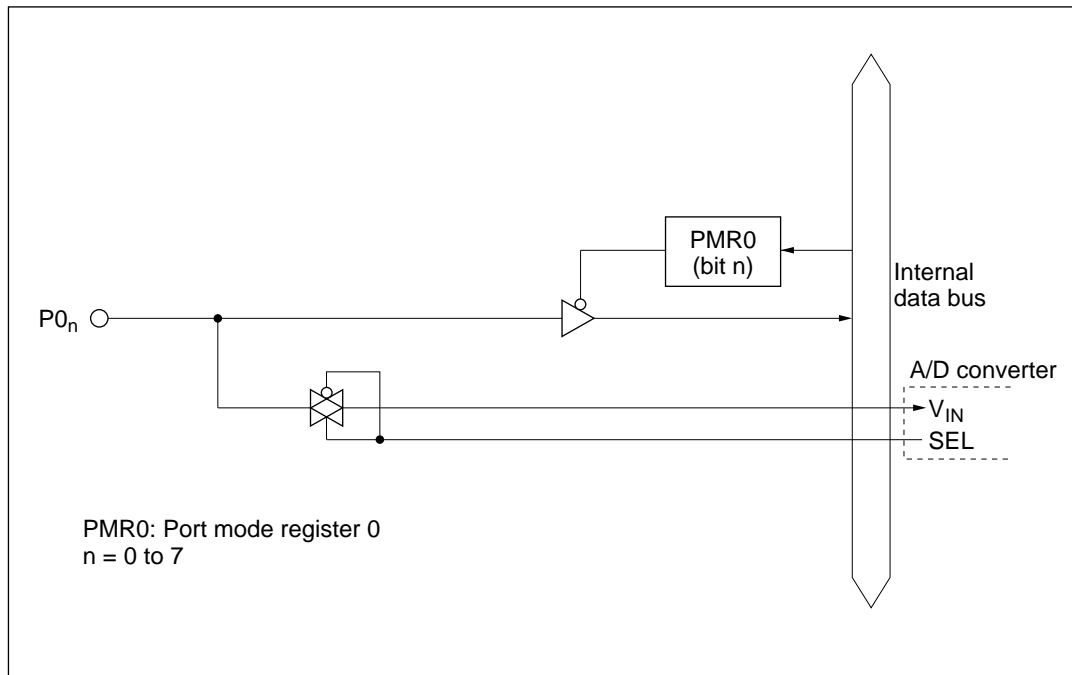 PMR0
(bit n)
Internal
data bus
P0n
A/D converter
VIN
SEL
PMR0: Port mode register 0
n = 0 to 7